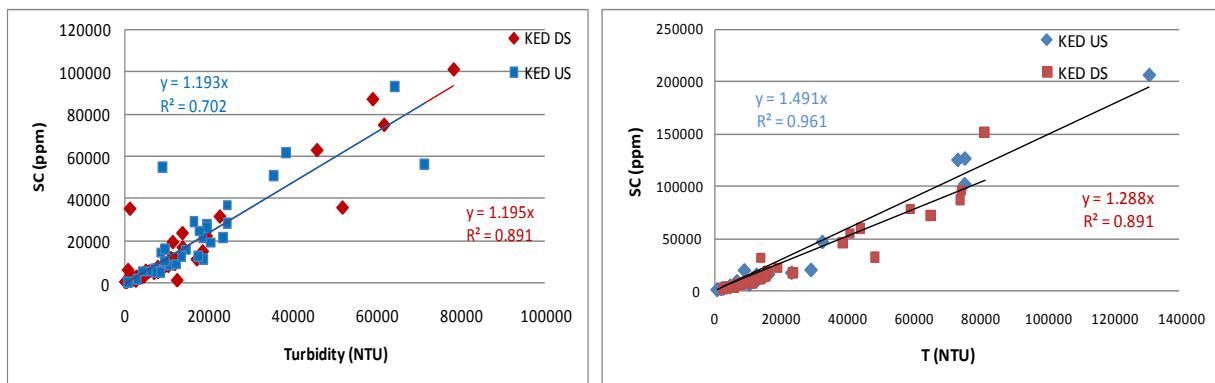 120000
100000
80000
60000
40000
20000
0
SC (ppm)
KED DS
KED US
y = 1.193x
R² = 0.702
y = 1.195x
R² = 0.891
0 20000 40000 60000 80000 100000
Turbidity (NTU)
250000
200000
150000
100000
50000
0
SC (ppm)
KED US
KED DS
y = 1.491x
R² = 0.961
y = 1.288x
R² = 0.891
0 20000 40000 60000 80000 100000 120000 140000
T (NTU)